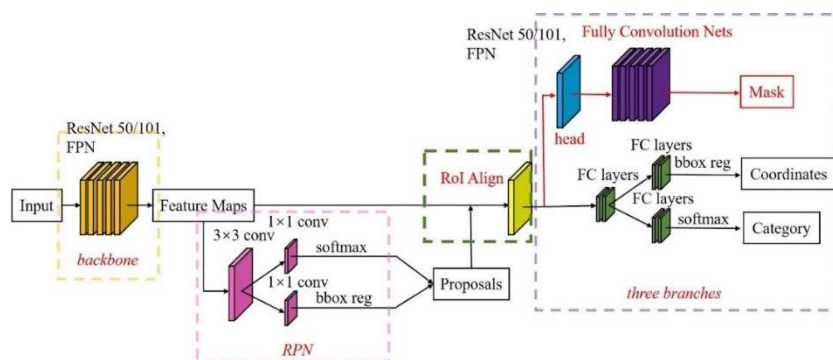 ResNet 50/101,
FPN
Fully Convolution Nets
head
Mask
ResNet 50/101,
FPN
RoI Align
FC layers
bbox reg
Coordinates
FC layers
FC layers
softmax
Category
Input
Feature Maps
backbone
3×3 conv
1×1 conv
softmax
1×1 conv
bbox reg
Proposals
RPN
three branches